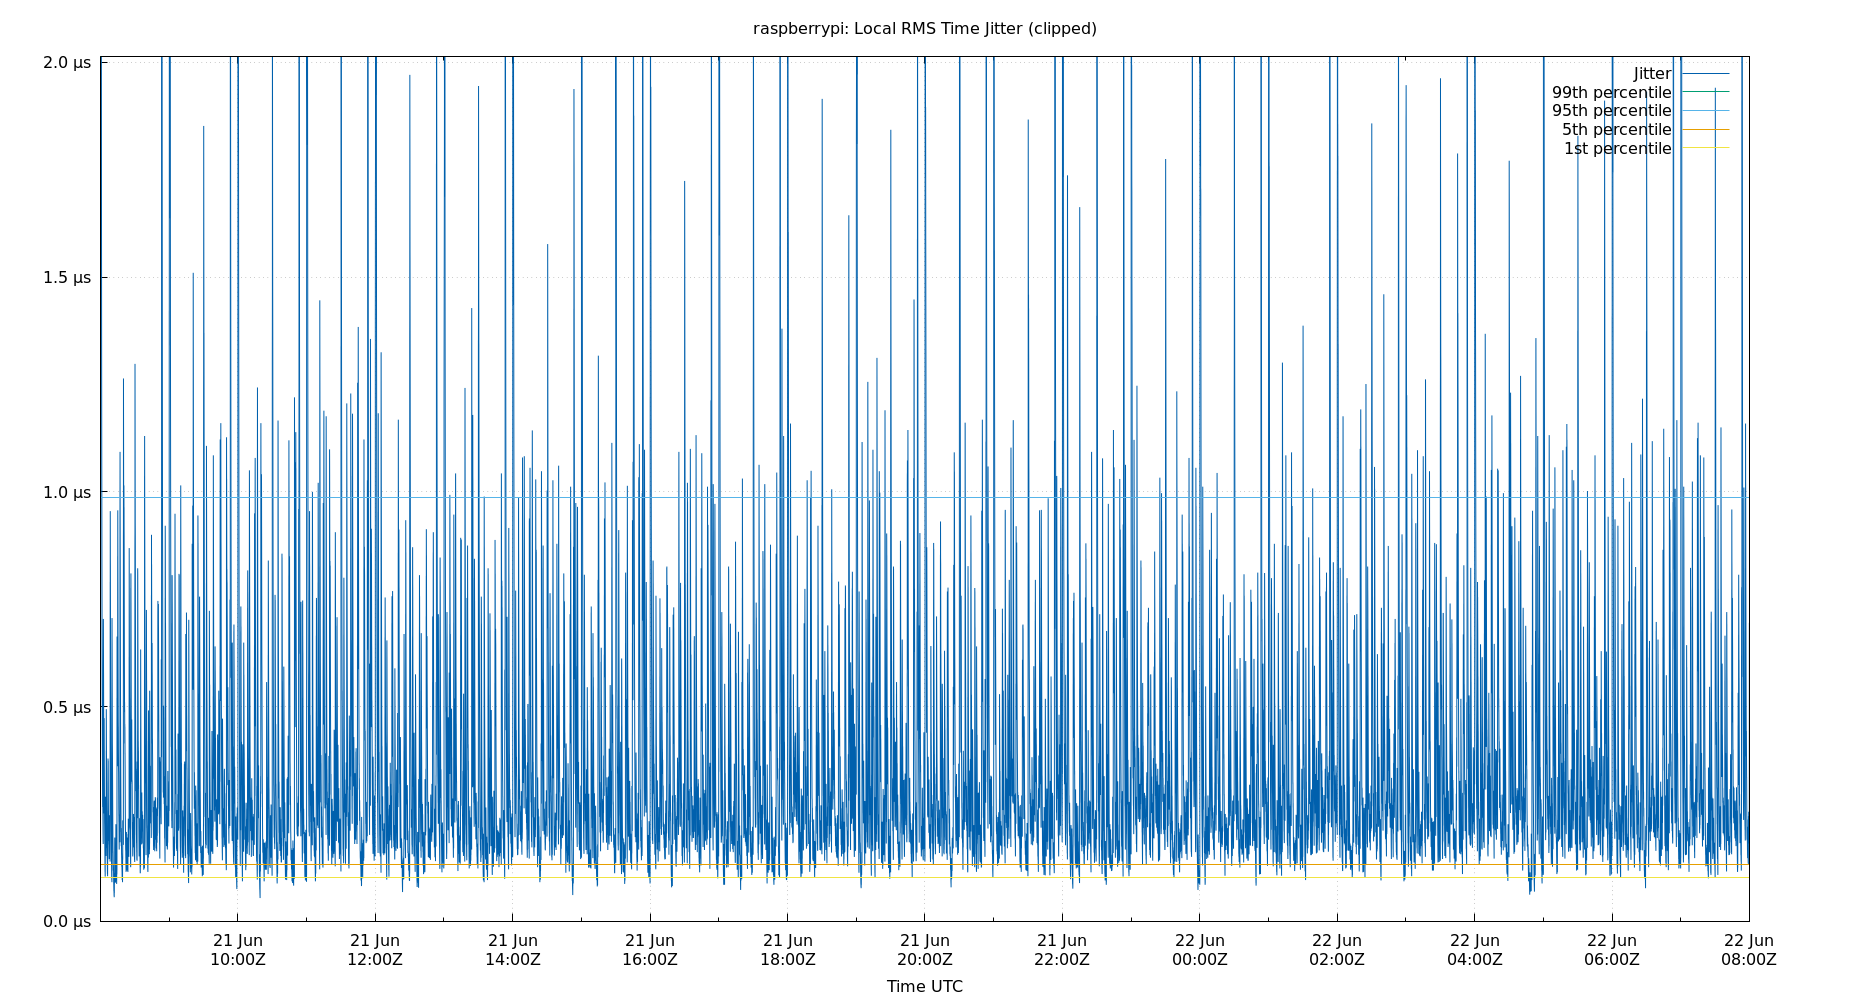 raspberrypi: Local RMS Time Jitter (clipped)
2.0 μs
1.5 μs
1.0 μs
0.5 μs
0.0 μs
Jitter
99th percentile
95th percentile
5th percentile
1st percentile
21 Jun 21 Jun 21 Jun 21 Jun 21 Jun 21 Jun 21 Jun 22 Jun 22 Jun 22 Jun 22 Jun 22 Jun
10:00Z 12:00Z 14:00Z 16:00Z 18:00Z 20:00Z 22:00Z 00:00Z 02:00Z 04:00Z 06:00Z 08:00Z
Time UTC